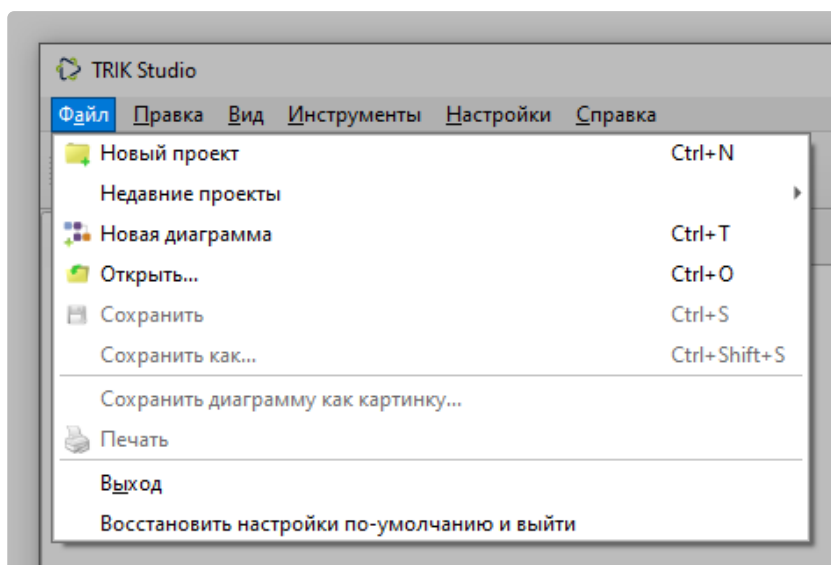 TRIK Studio
Файл Правка Вид Инструменты Настройки Справка
Новый проект Ctrl+N
Недавние проекты
Новая диаграмма Ctrl+T
Открыть... Ctrl+O
Сохранить Ctrl+S
Сохранить как... Ctrl+Shift+S
Сохранить диаграмму как картинку...
Печать
Выход
Восстановить настройки по-умолчанию и выйти